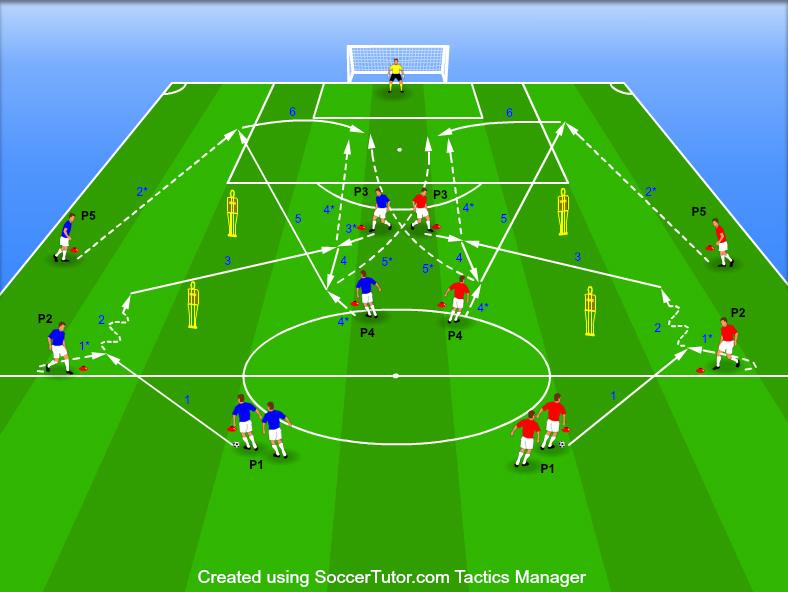 6 6
2* P5 P3 P3 4* 2* P5
4* 3* 5 5
3 4 5* 5* 4 3
P2 2 1* 4* P4 P4 4* 2 1* P2
1 1
P1 P1
Created using SoccerTutor.com Tactics Manager